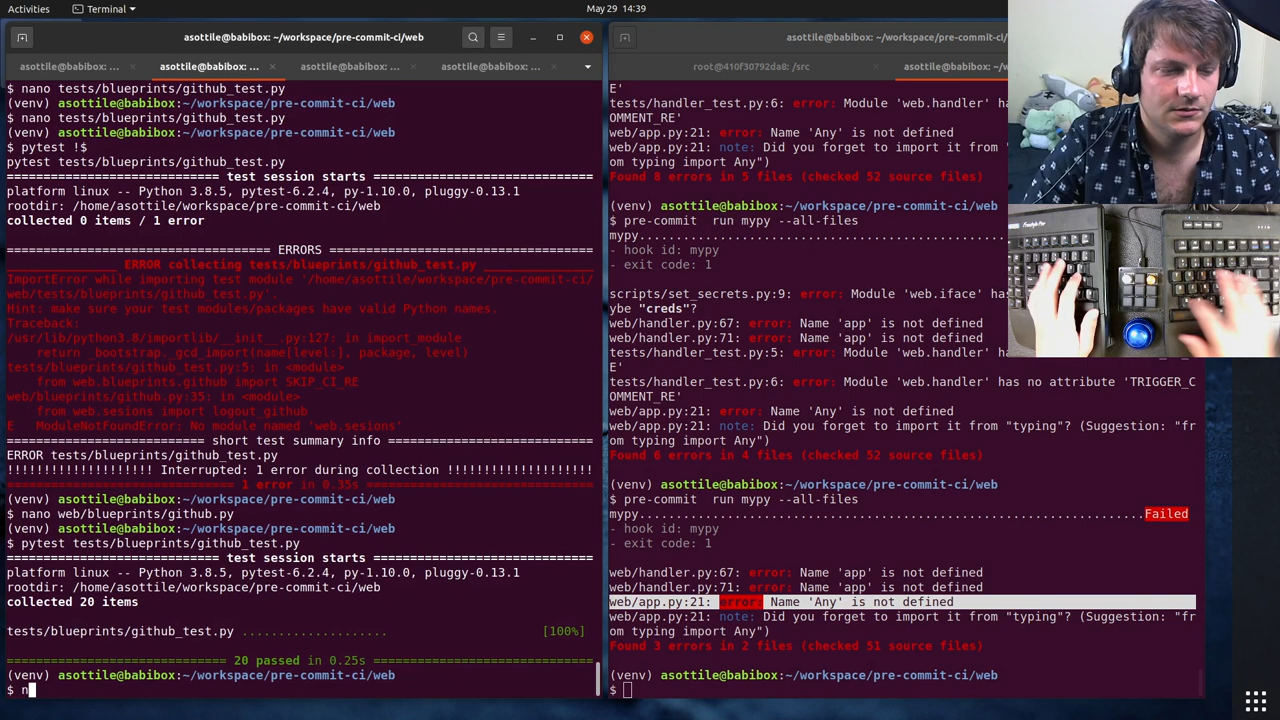 Activities
Terminal
May 29 14:39
asottile@babibox: ~/workspace/pre-commit-ci/web
asottile@babibox: ...
asottile@babibox: ...
asottile@babibox: ...
asottile@babibox: ...
$ nano tests/blueprints/github_test.py
(venv) asottile@babibox:~/workspace/pre-commit-ci/web
$ nano tests/blueprints/github_test.py
(venv) asottile@babibox:~/workspace/pre-commit-ci/web
$ pytest !$
pytest tests/blueprints/github_test.py
============================ test session starts =============================
platform linux -- Python 3.8.5, pytest-6.2.4, py-1.10.0, pluggy-0.13.1
rootdir: /home/asottile/workspace/pre-commit-ci/web
collected 0 items / 1 error
=================================== ERRORS ===================================
_______________ ERROR collecting tests/blueprints/github_test.py _______________
ImportError while importing test module '/home/asottile/workspace/pre-commit-ci/
web/tests/blueprints/github_test.py'.
Hint: make sure your test modules/packages have valid Python names.
Traceback:
/usr/lib/python3.8/importlib/__init__.py:127: in import_module
return _bootstrap._gcd_import(name[level:], package, level)
tests/blueprints/github_test.py:5: in <module>
from web.blueprints.github import SKIP_CI_RE
web/blueprints/github.py:35: in <module>
from web.sesions import logout_github
E   ModuleNotFoundError: No module named 'web.sesions'
=========================== short test summary info ============================
ERROR tests/blueprints/github_test.py
!!!!!!!!!!!!!!!!!!!! Interrupted: 1 error during collection !!!!!!!!!!!!!!!!!!!!
=============================== 1 error in 0.35s ===============================
(venv) asottile@babibox:~/workspace/pre-commit-ci/web
$ nano web/blueprints/github.py
(venv) asottile@babibox:~/workspace/pre-commit-ci/web
$ pytest tests/blueprints/github_test.py
============================= test session starts ==============================
platform linux -- Python 3.8.5, pytest-6.2.4, py-1.10.0, pluggy-0.13.1
rootdir: /home/asottile/workspace/pre-commit-ci/web
collected 20 items
tests/blueprints/github_test.py .................... [100%]
============================== 20 passed in 0.25s ==============================
(venv) asottile@babibox:~/workspace/pre-commit-ci/web
$ n
asottile@babibox: ~/workspace/pre-commit-ci/
root@410f30792da8: /src
asottile@babibox: ~/w
E'
tests/handler_test.py:6: error: Module 'web.handler' ha
OMMENT_RE'
web/app.py:21: error: Name 'Any' is not defined
web/app.py:21: note: Did you forget to import it from "
om typing import Any")
Found 8 errors in 5 files (checked 52 source files)
(venv) asottile@babibox:~/workspace/pre-commit-ci/web
$ pre-commit  run mypy --all-files
mypy.....................................................
- hook id: mypy
- exit code: 1
scripts/set_secrets.py:9: error: Module 'web.iface' has
ybe "creds"?
web/handler.py:67: error: Name 'app' is not defined
web/handler.py:71: error: Name 'app' is not defined
tests/handler_test.py:5: error: Module 'web.handler' ha
E'
tests/handler_test.py:6: error: Module 'web.handler' has no attribute 'TRIGGER_C
OMMENT_RE'
web/app.py:21: error: Name 'Any' is not defined
web/app.py:21: note: Did you forget to import it from "typing"? (Suggestion: "fr
om typing import Any")
Found 6 errors in 4 files (checked 52 source files)
(venv) asottile@babibox:~/workspace/pre-commit-ci/web
$ pre-commit  run mypy --all-files
mypy.....................................................................Failed
- hook id: mypy
- exit code: 1
web/handler.py:67: error: Name 'app' is not defined
web/handler.py:71: error: Name 'app' is not defined
web/app.py:21: error: Name 'Any' is not defined
web/app.py:21: note: Did you forget to import it from "typing"? (Suggestion: "fr
om typing import Any")
Found 3 errors in 2 files (checked 51 source files)
(venv) asottile@babibox:~/workspace/pre-commit-ci/web
$